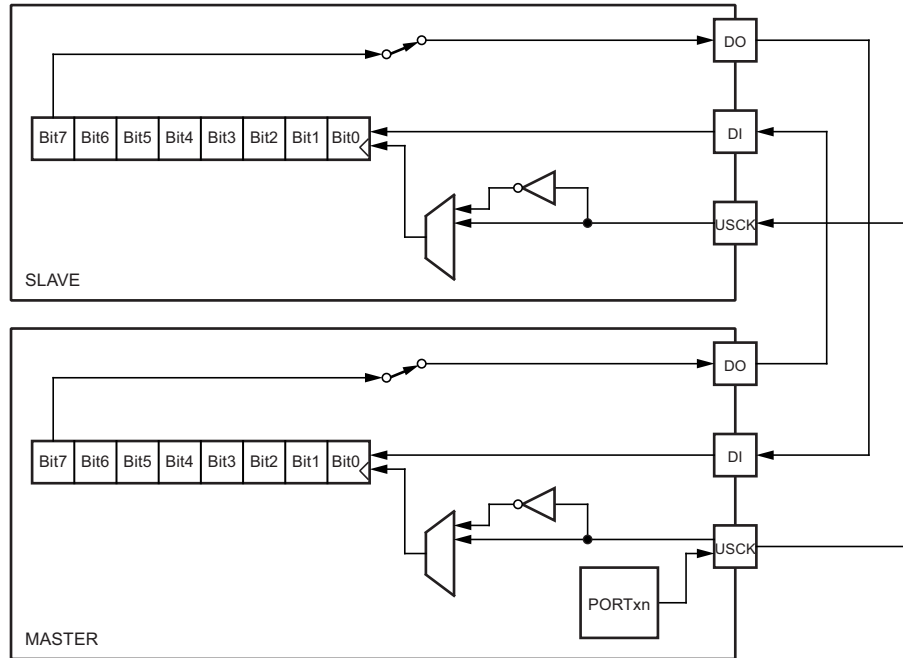 DO
Bit7 Bit6 Bit5 Bit4 Bit3 Bit2 Bit1 Bit0
DI
USCK
SLAVE
DO
Bit7 Bit6 Bit5 Bit4 Bit3 Bit2 Bit1 Bit0
DI
USCK
PORTxn
MASTER